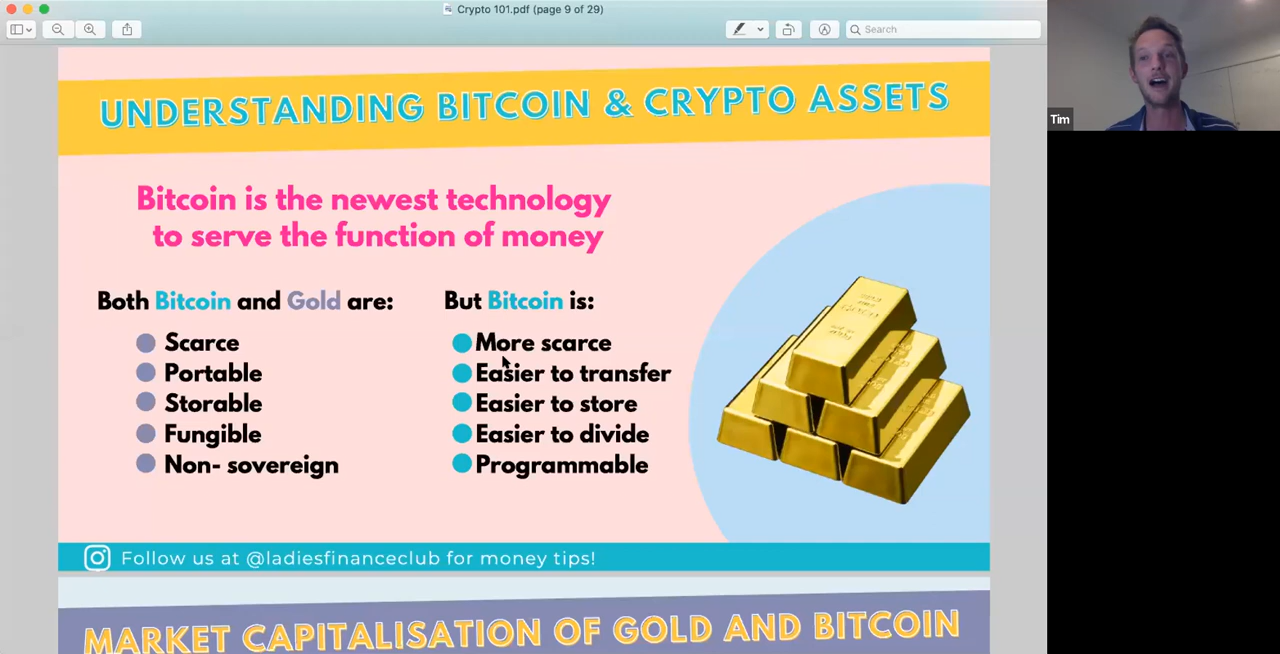 Crypto 101.pdf (page 9 of 29)
Search
UNDERSTANDING BITCOIN & CRYPTO ASSETS
Bitcoin is the newest technology
to serve the function of money
Both Bitcoin and Gold are:
Scarce
Portable
Storable
Fungible
Non- sovereign
But Bitcoin is:
More scarce
Easier to transfer
Easier to store
Easier to divide
Programmable
Follow us at @ladiesfinanceclub for money tips!
MARKET CAPITALISATION OF GOLD AND BITCOIN
Tim